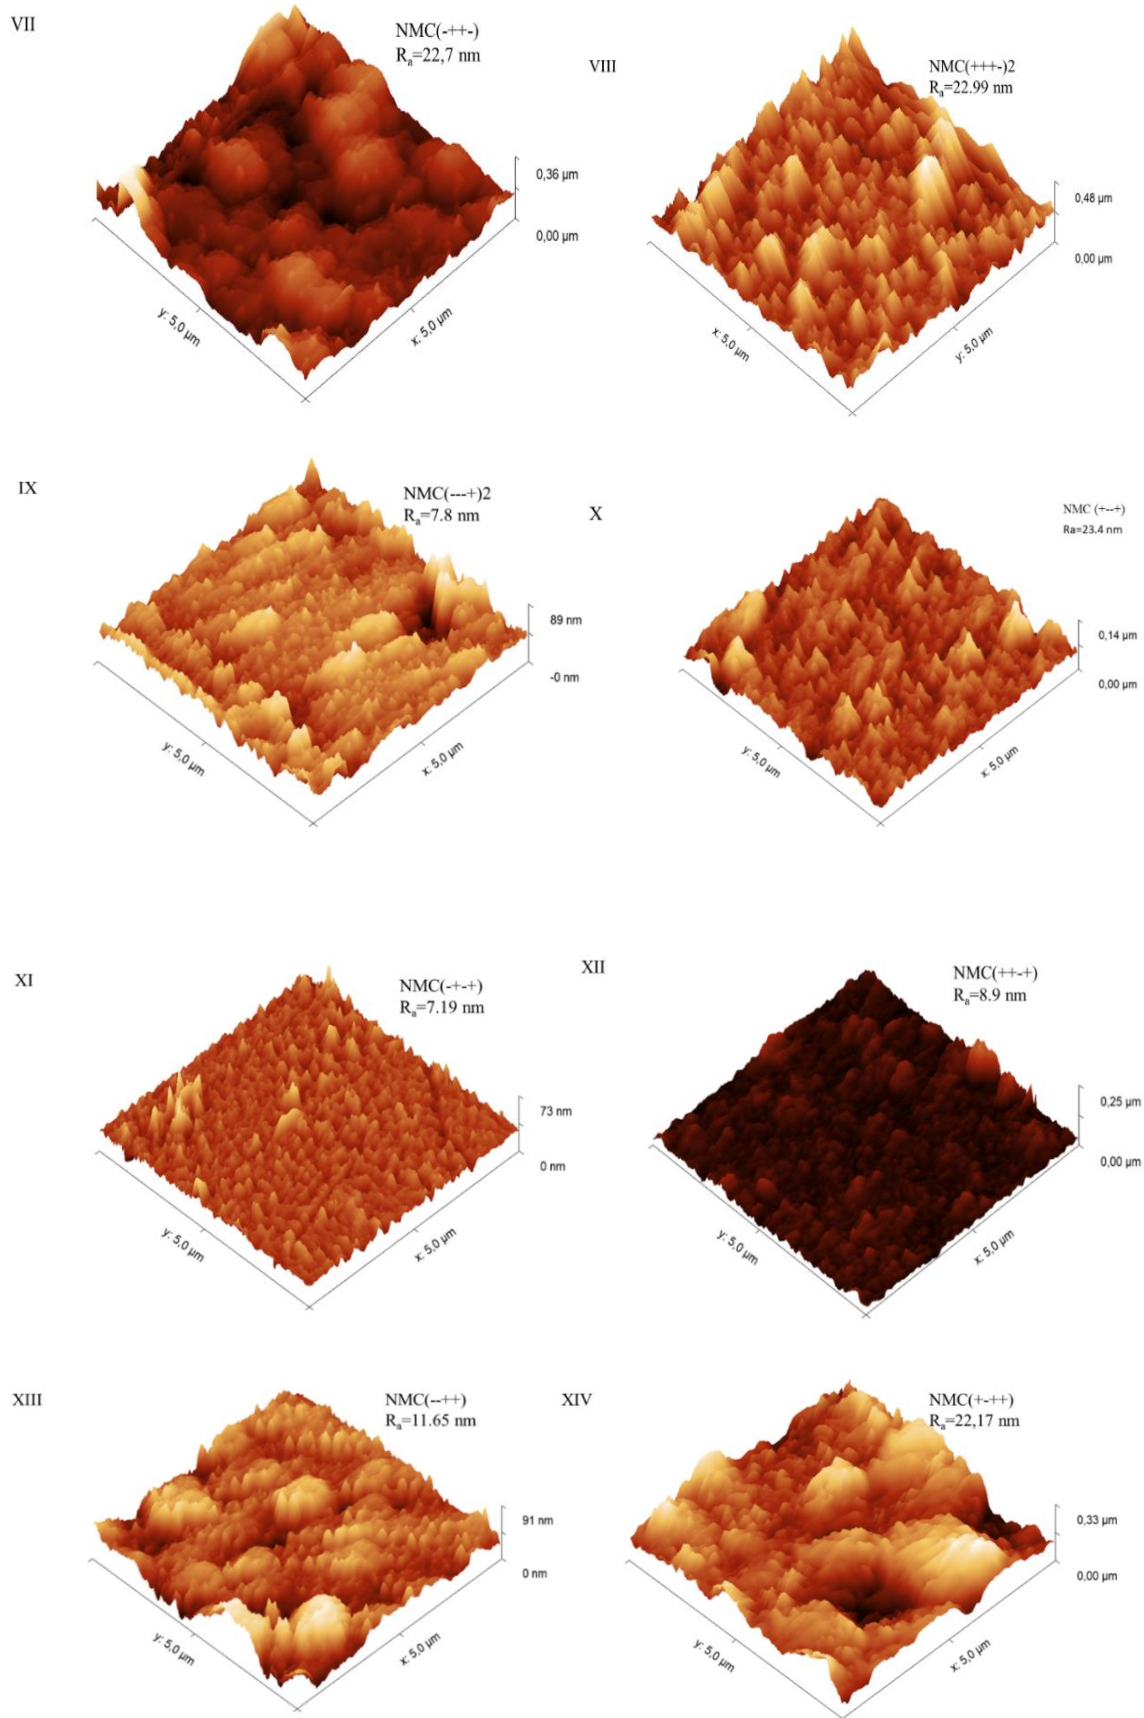 VII
NMC(-++-)
Rₐ=22,7 nm
0,36 µm
0,00 µm
y: 5,0 µm
x: 5,0 µm
VIII
NMC(+++-)2
Rₐ=22.99 nm
0,48 µm
0,00 µm
x: 5,0 µm
y: 5,0 µm
IX
NMC(---+)2
Rₐ=7.8 nm
89 nm
-0 nm
y: 5,0 µm
x: 5,0 µm
X
NMC (+--+)
Ra=23.4 nm
0,14 µm
0,00 µm
y: 5,0 µm
x: 5,0 µm
XI
NMC(-+-+)
Rₐ=7.19 nm
73 nm
0 nm
y: 5,0 µm
x: 5,0 µm
XII
NMC(++-+)
Rₐ=8.9 nm
0,25 µm
0,00 µm
y: 5,0 µm
x: 5,0 µm
XIII
NMC(--++)
Rₐ=11.65 nm
91 nm
0 nm
y: 5,0 µm
x: 5,0 µm
XIV
NMC(+-++)
Rₐ=22,17 nm
0,33 µm
0,00 µm
y: 5,0 µm
x: 5,0 µm